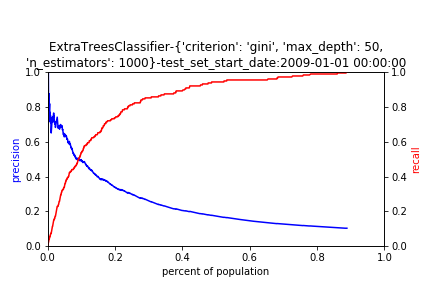 ExtraTreesClassifier-{'criterion': 'gini', 'max_depth': 50,
'n_estimators': 1000}-test_set_start_date:2009-01-01 00:00:00
1.0 1.0
0.8 0.8
0.6 0.6
precision recall
0.4 0.4
0.2 0.2
0.0 0.0
0.0 0.2 0.4 0.6 0.8 1.0
percent of population